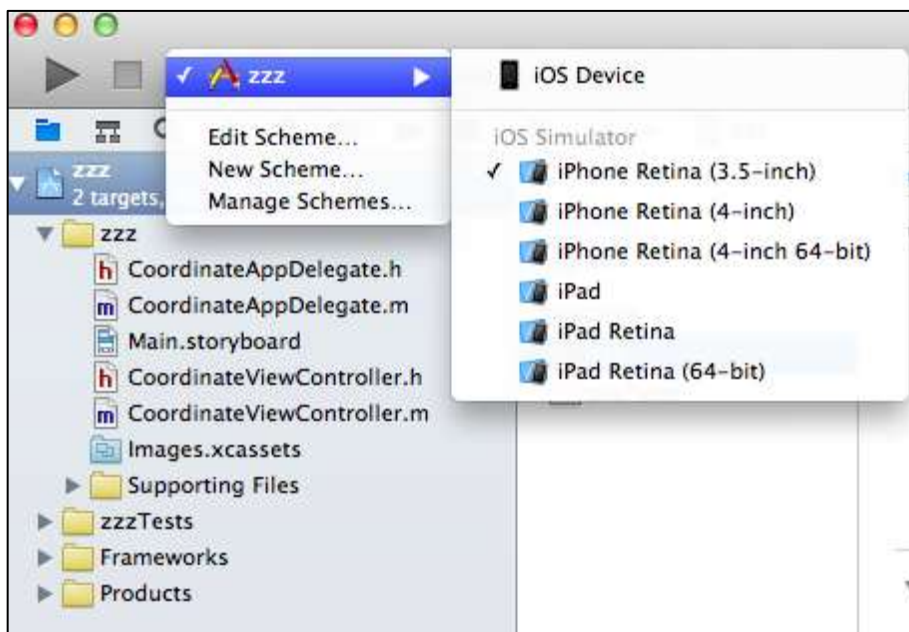 zzz
Edit Scheme...
New Scheme...
Manage Schemes...
iOS Device
iOS Simulator
iPhone Retina (3.5-inch)
iPhone Retina (4-inch)
iPhone Retina (4-inch 64-bit)
iPad
iPad Retina
iPad Retina (64-bit)
zzz
2 targets,
zzz
h CoordinateAppDelegate.h
m CoordinateAppDelegate.m
Main.storyboard
h CoordinateViewController.h
m CoordinateViewController.m
Images.xcassets
Supporting Files
zzzTests
Frameworks
Products